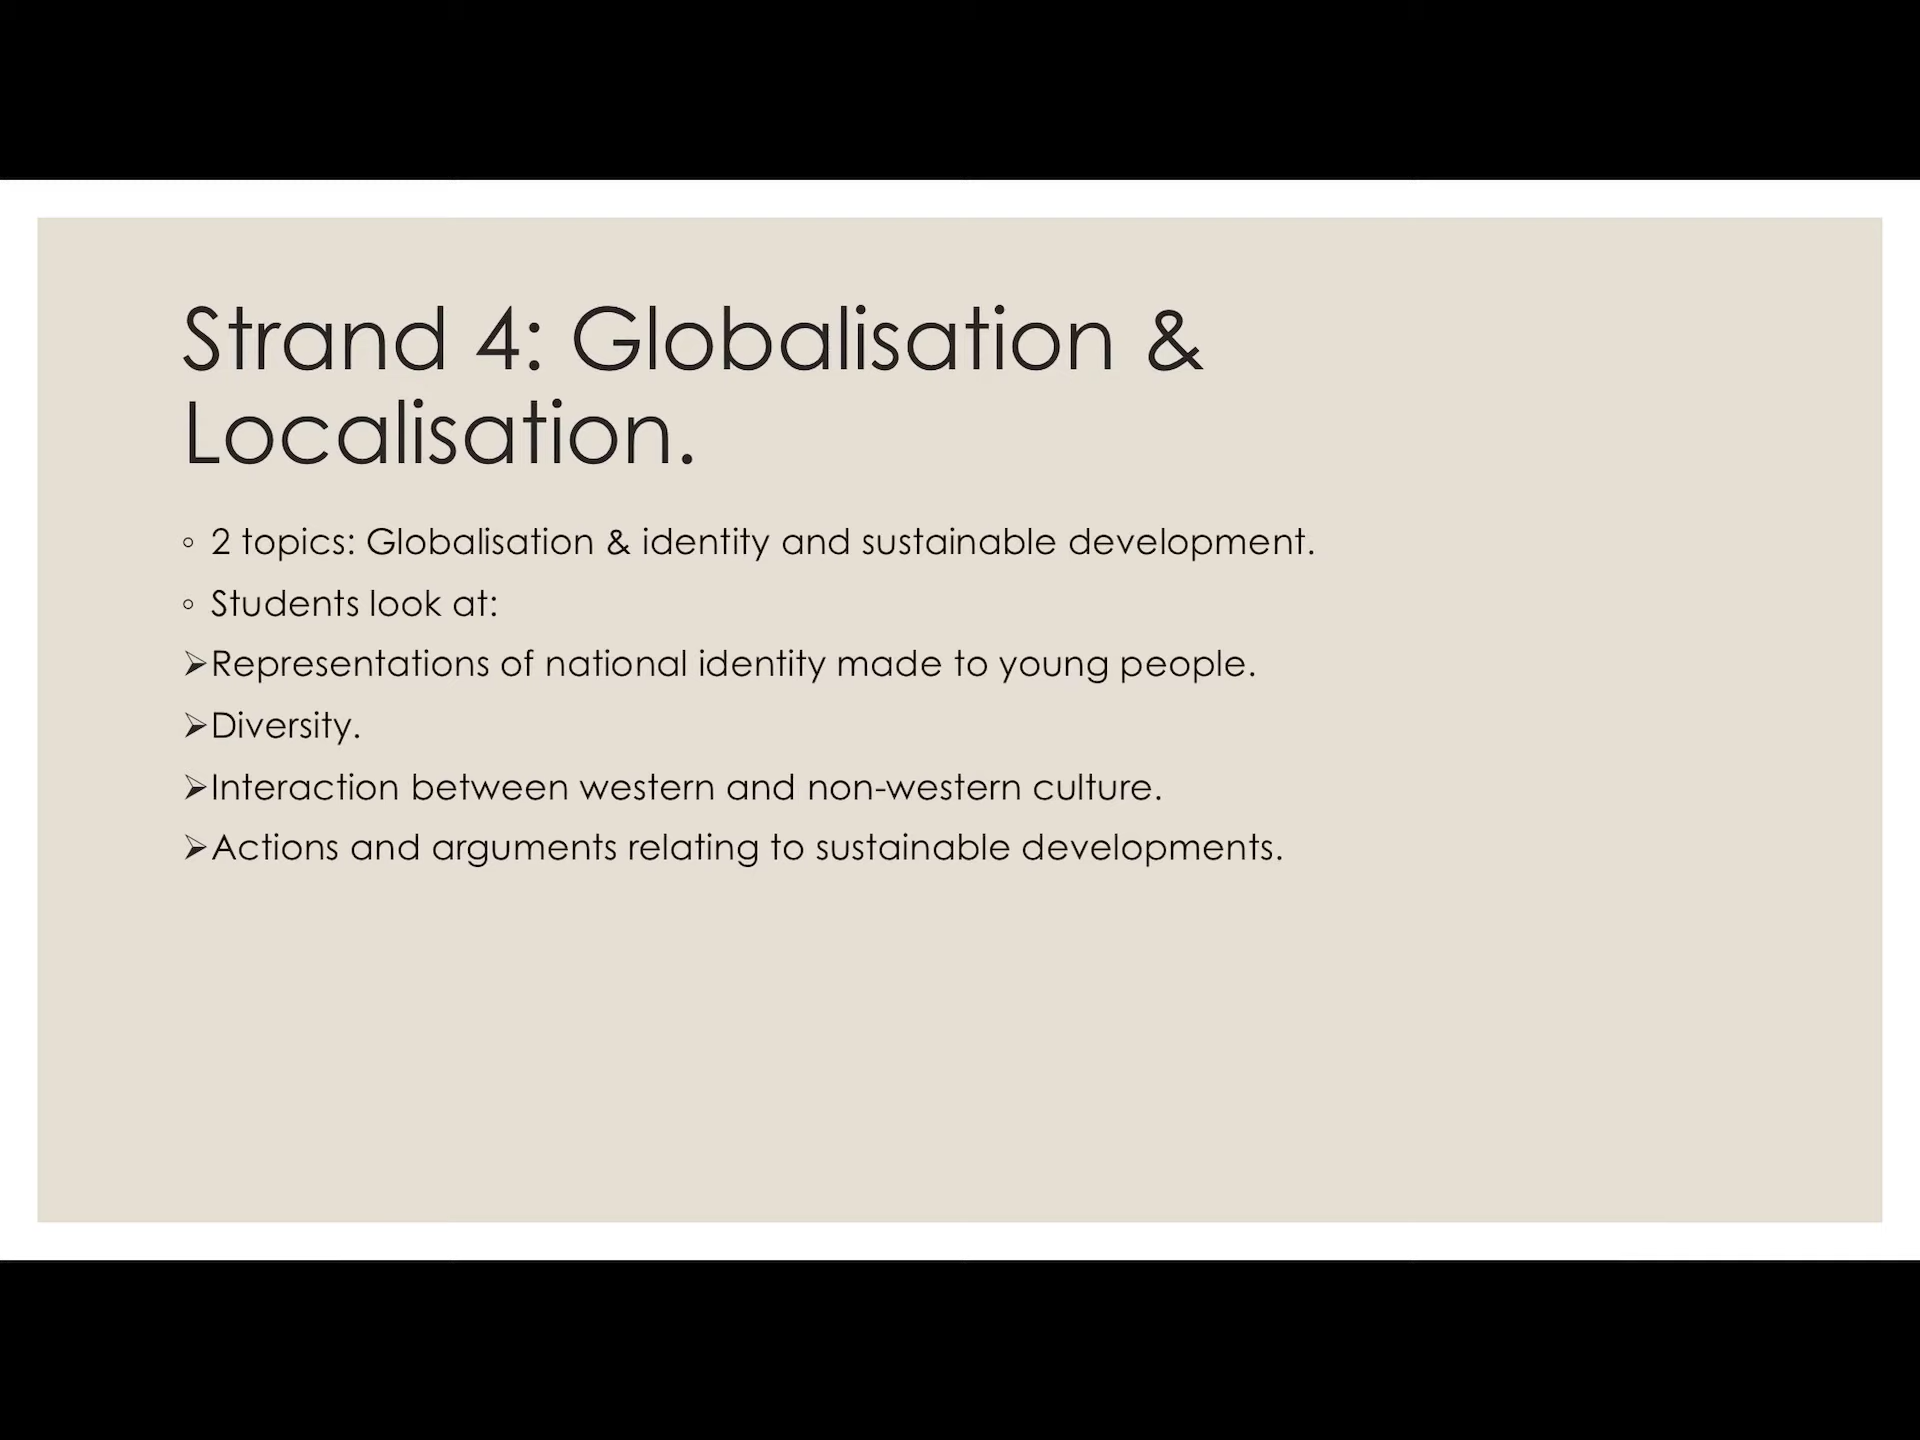 Strand 4: Globalisation &
Localisation.
◦ 2 topics: Globalisation & identity and sustainable development.
◦ Students look at:
➢Representations of national identity made to young people.
➢Diversity.
➢Interaction between western and non-western culture.
➢Actions and arguments relating to sustainable developments.